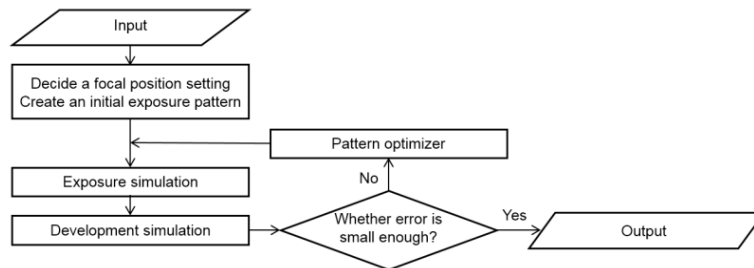 Input
Decide a focal position setting
Create an initial exposure pattern
Pattern optimizer
No
Exposure simulation
Development simulation
Whether error is
small enough?
Yes
Output